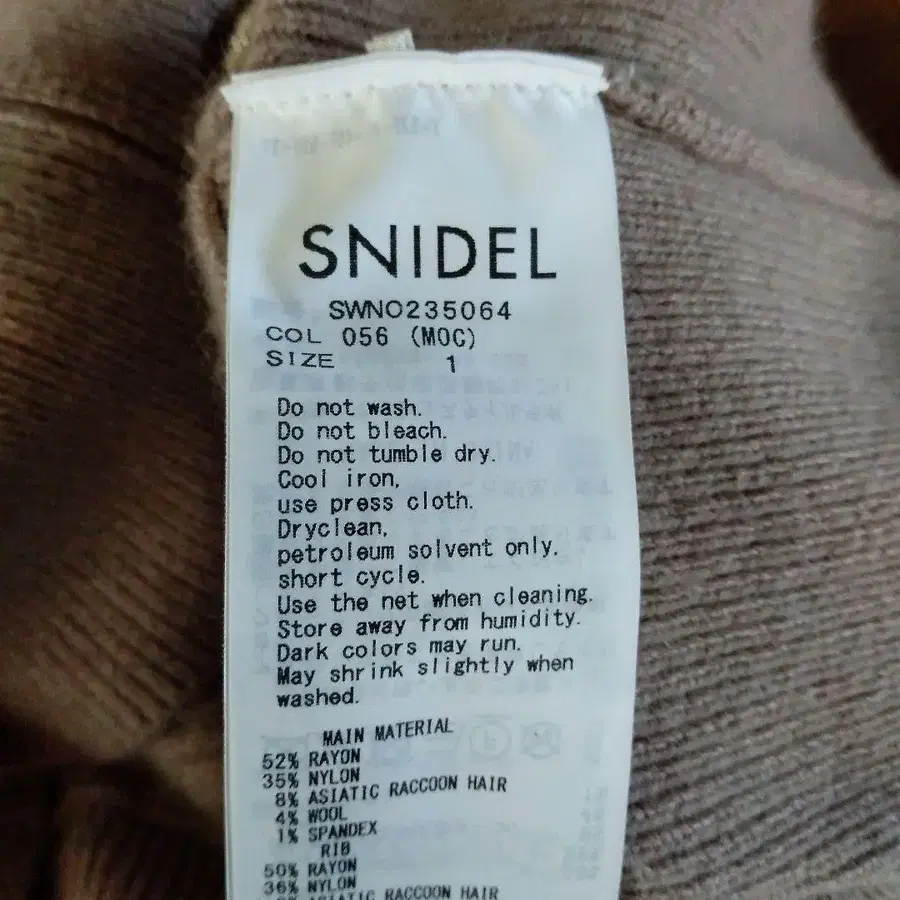 SNIDEL
SWNO235064
COL 056 (MOC)
SIZE 1
Do not wash.
Do not bleach.
Do not tumble dry.
Cool iron,
use press cloth.
Dryclean,
petroleum solvent only.
short cycle.
Use the net when cleaning.
Store away from humidity.
Dark colors may run.
May shrink slightly when
washed.
MAIN MATERIAL
52% RAYON
35% NYLON
8% ASIATIC RACCOON HAIR
4% WOOL
1% SPANDEX
RIB
50% RAYON
36% NYLON
ASIATIC RACCOON HAIR